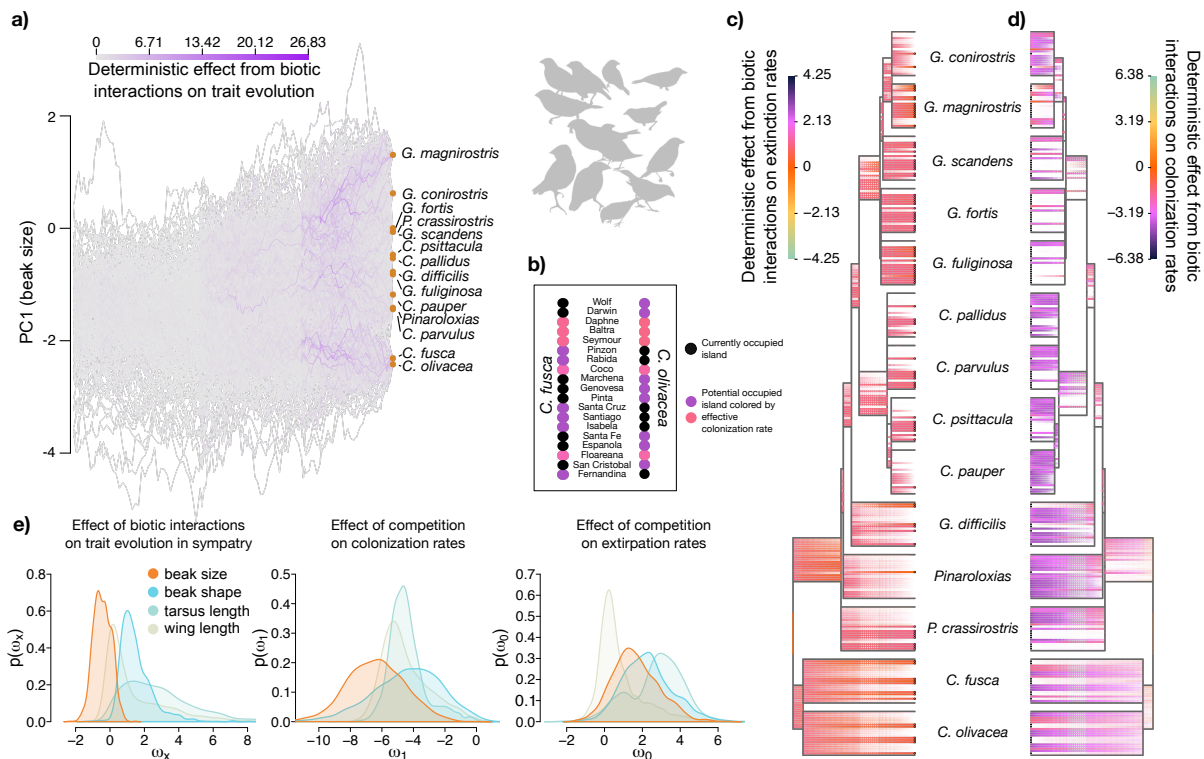 a)
0
6.71
13.42
20.12
26.83
Deterministic effect from biotic
interactions on trait evolution
PC1 (beak size)
2
0
-2
-4
G. magnirostris
G. conirostris
G. fortis
P. crassirostris
G. scandens
C. psittacula
C. pallidus
G. difficilis
G. fuliginosa
C. pauper
Pinaroloxias
C. parvulus
C. fusca
C. olivacea
b)
C. fusca
Wolf
Darwin
Daphne
Baltra
Seymour
Pinzon
Rabida
Coco
Marchena
Genovesa
Pinta
Santa Cruz
Santiago
Isabela
Santa Fe
Espanola
Floareana
San Cristobal
Fernandina
C. olivacea
Currently occupied
island
Potential occupied
island colored by
effective
colonization rate
c)
Deterministic effect from biotic
interactions on extinction rates
4.25
2.13
0
−2.13
−4.25
G. conirostris
G. magnirostris
G. scandens
G. fortis
G. fuliginosa
C. pallidus
C. parvulus
C. psittacula
C. pauper
G. difficilis
Pinaroloxias
P. crassirostris
C. fusca
C. olivacea
d)
6.38
3.19
0
−3.19
−6.38
Deterministic effect from biotic
interactions on colonization rates
e)
Effect of biotic interactions
on trait evolution in sympatry
p(ωx)
0.8
0.6
0.4
0.2
0.0
−2
0
2
4
6
8
ωx
beak size
beak shape
tarsus length
wing length
Effect of competition
nization rates
p(ω1)
0.5
0.4
0.3
0.2
0.1
0.0
−5
0
ω1
Effect of competition
on extirpation rates
p(ω0)
0.7
0.6
0.5
0.4
0.3
0.2
0.1
0.0
−2
0
2
4
6
ω0